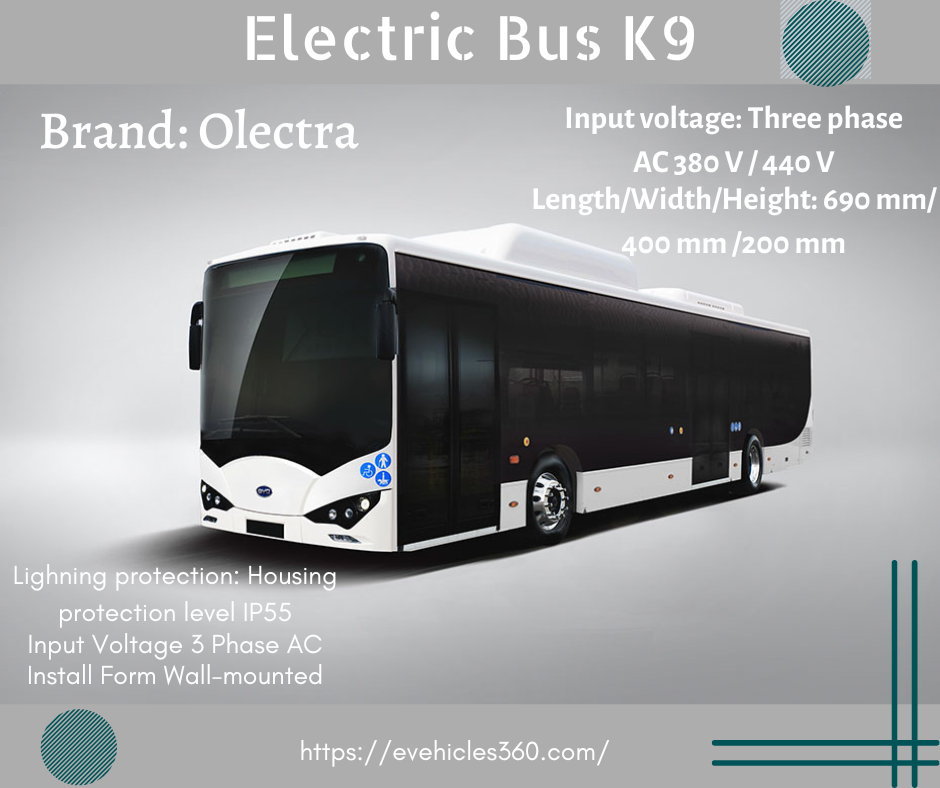 Electric Bus K9
Brand: Olectra
Input voltage: Three phase
AC 380 V / 440 V
Length/Width/Height: 690 mm/
400 mm /200 mm
BYD
Lighning protection: Housing
protection level IP55
Input Voltage 3 Phase AC
Install Form Wall-mounted
https://evehicles360.com/